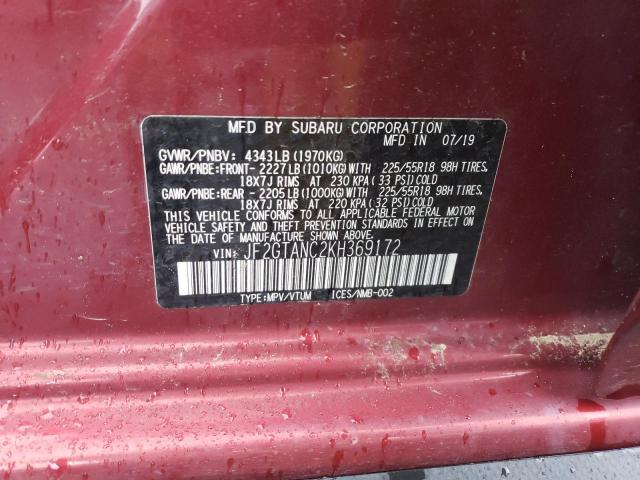 MFD BY SUBARU CORPORATION
MFD IN 07/19
GVWR/PNBV: 4343LB (1970KG)
GAWR/PNBE:FRONT- 2227LB (1010KG) WITH 225/55R18 98H TIRES,
18X7J RIMS AT 230 KPA (33 PSI) COLD
GAWR/PNBE:REAR - 2205LB (1000KG) WITH 225/55R18 98H TIRES,
18X7J RIMS AT 220 KPA (32 PSI) COLD
THIS VEHICLE CONFORMS TO ALL APPLICABLE FEDERAL MOTOR
VEHICLE SAFETY AND THEFT PREVENTION STANDARDS IN
EFFECT ON THE DATE OF MANUFACTURE SHOWN ABOVE.
VIN: JF2GTANC2KH369172
TYPE:MPV/VTUM ICES/NMB-002